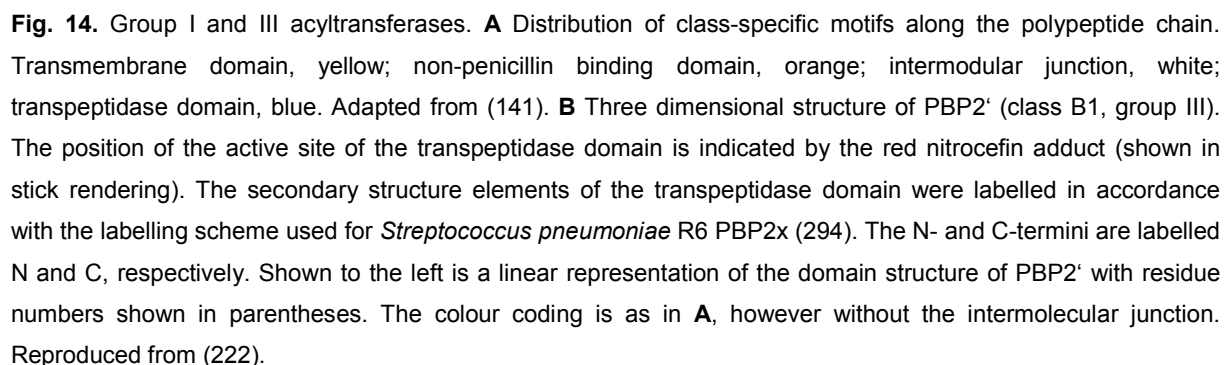 Fig. 14. Group I and III acyltransferases. A Distribution of class-specific motifs along the polypeptide chain.
Transmembrane domain, yellow; non-penicillin binding domain, orange; intermodular junction, white;
transpeptidase domain, blue. Adapted from (141). B Three dimensional structure of PBP2‘ (class B1, group III).
The position of the active site of the transpeptidase domain is indicated by the red nitrocefin adduct (shown in
stick rendering). The secondary structure elements of the transpeptidase domain were labelled in accordance
with the labelling scheme used for Streptococcus pneumoniae R6 PBP2x (294). The N- and C-termini are labelled
N and C, respectively. Shown to the left is a linear representation of the domain structure of PBP2‘ with residue
numbers shown in parentheses. The colour coding is as in A, however without the intermolecular junction.
Reproduced from (222).